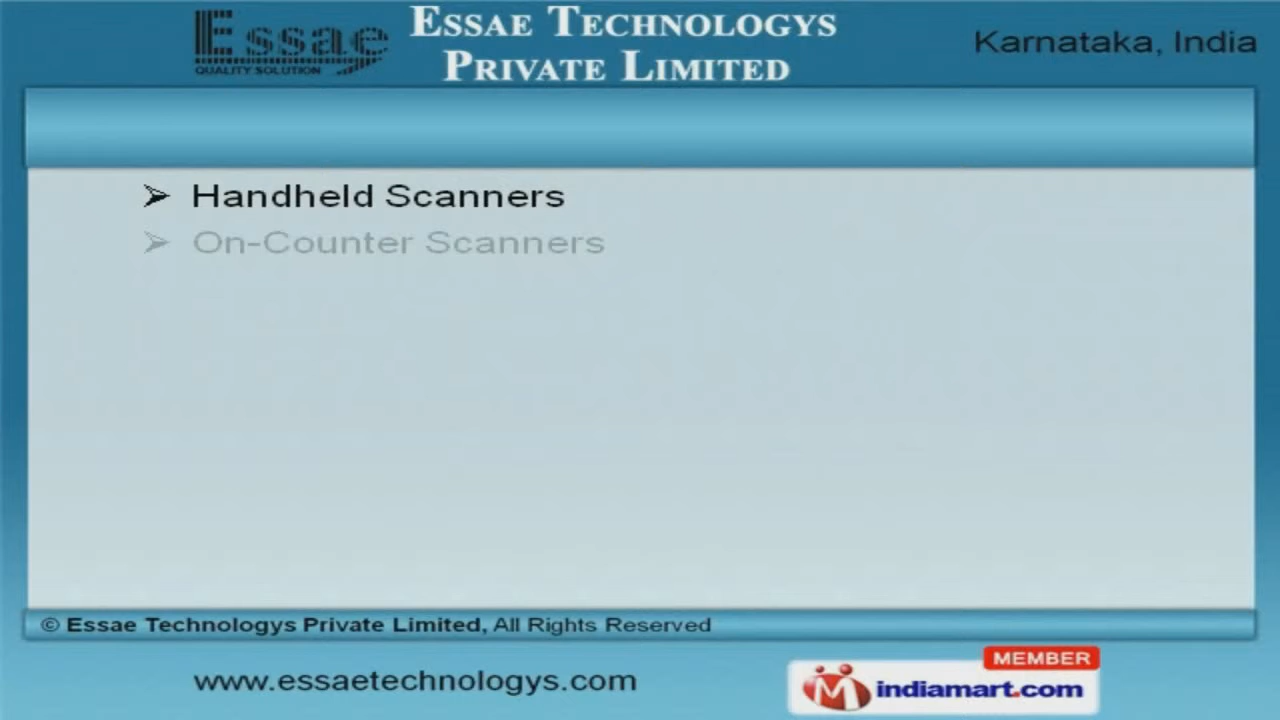 Essae
QUALITY SOLUTION
ESSAE TECHNOLOGYS
PRIVATE LIMITED
Karnataka, India
➢ Handheld Scanners
➢ On-Counter Scanners
© Essae Technologys Private Limited, All Rights Reserved
www.essaetechnologys.com
MEMBER
indiamart.com